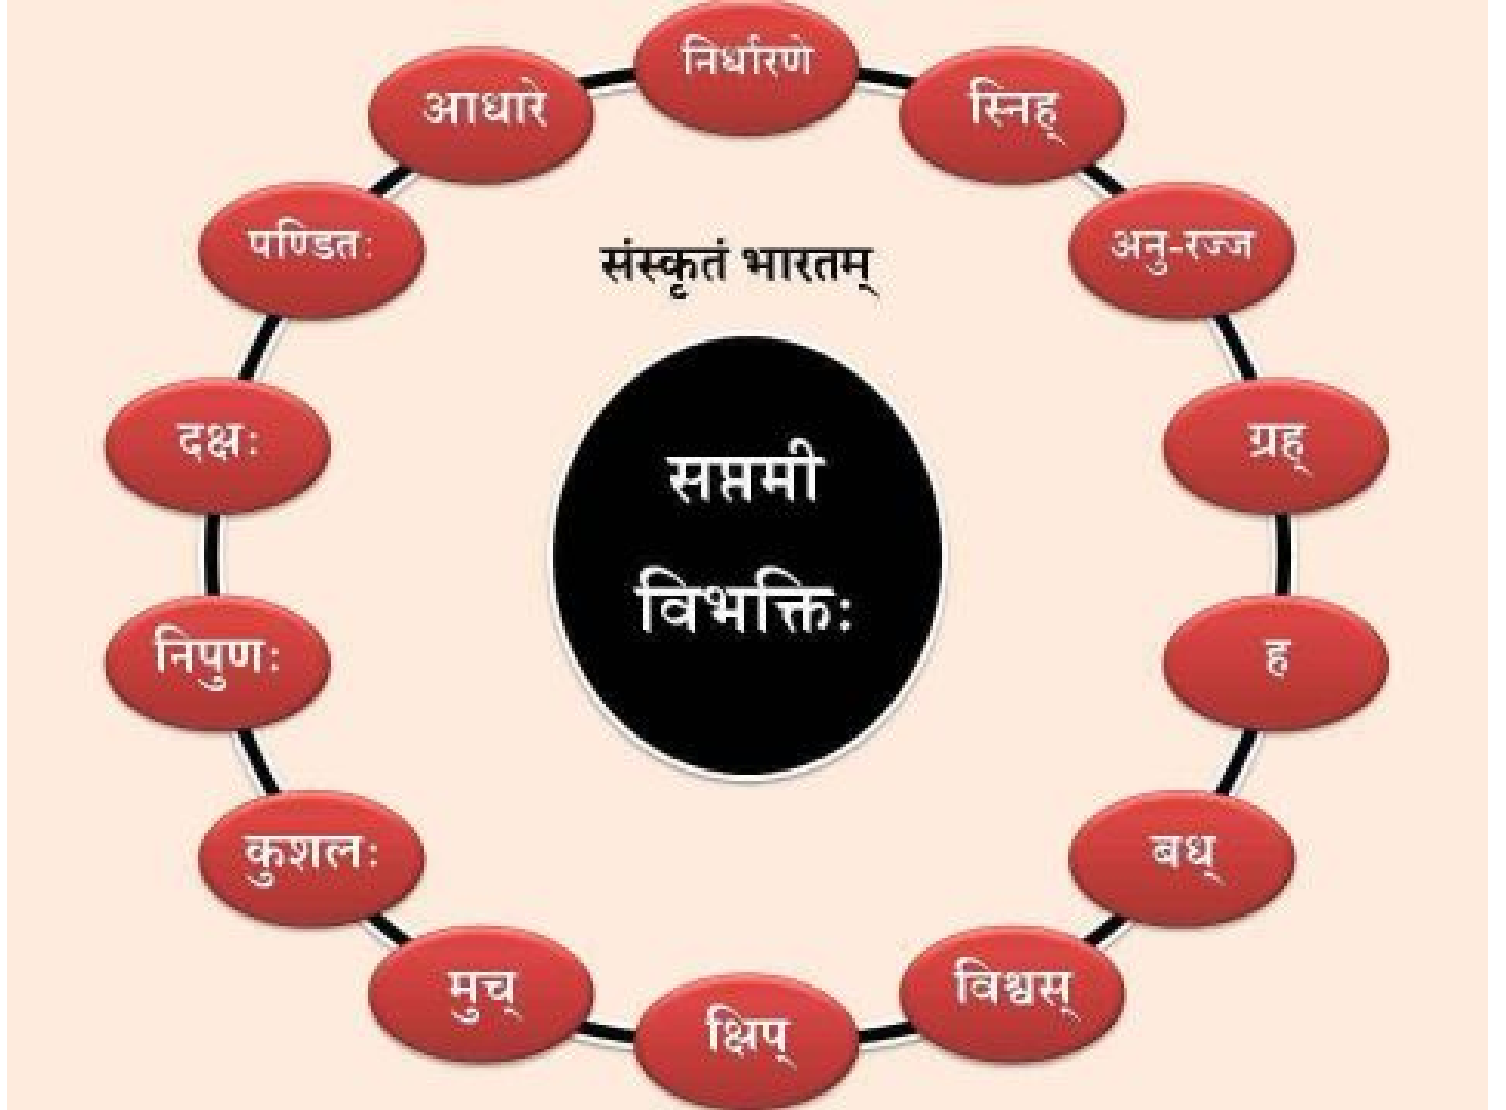 निर्धारणे
स्निह्
अनु-रज्ज
ग्रह्
ह
बध्
विश्वस्
क्षिप्
मुच्
कुशलः
निपुणः
दक्षः
पण्डितः
आधारे
संस्कृतं भारतम्
सप्तमी
विभक्तिः